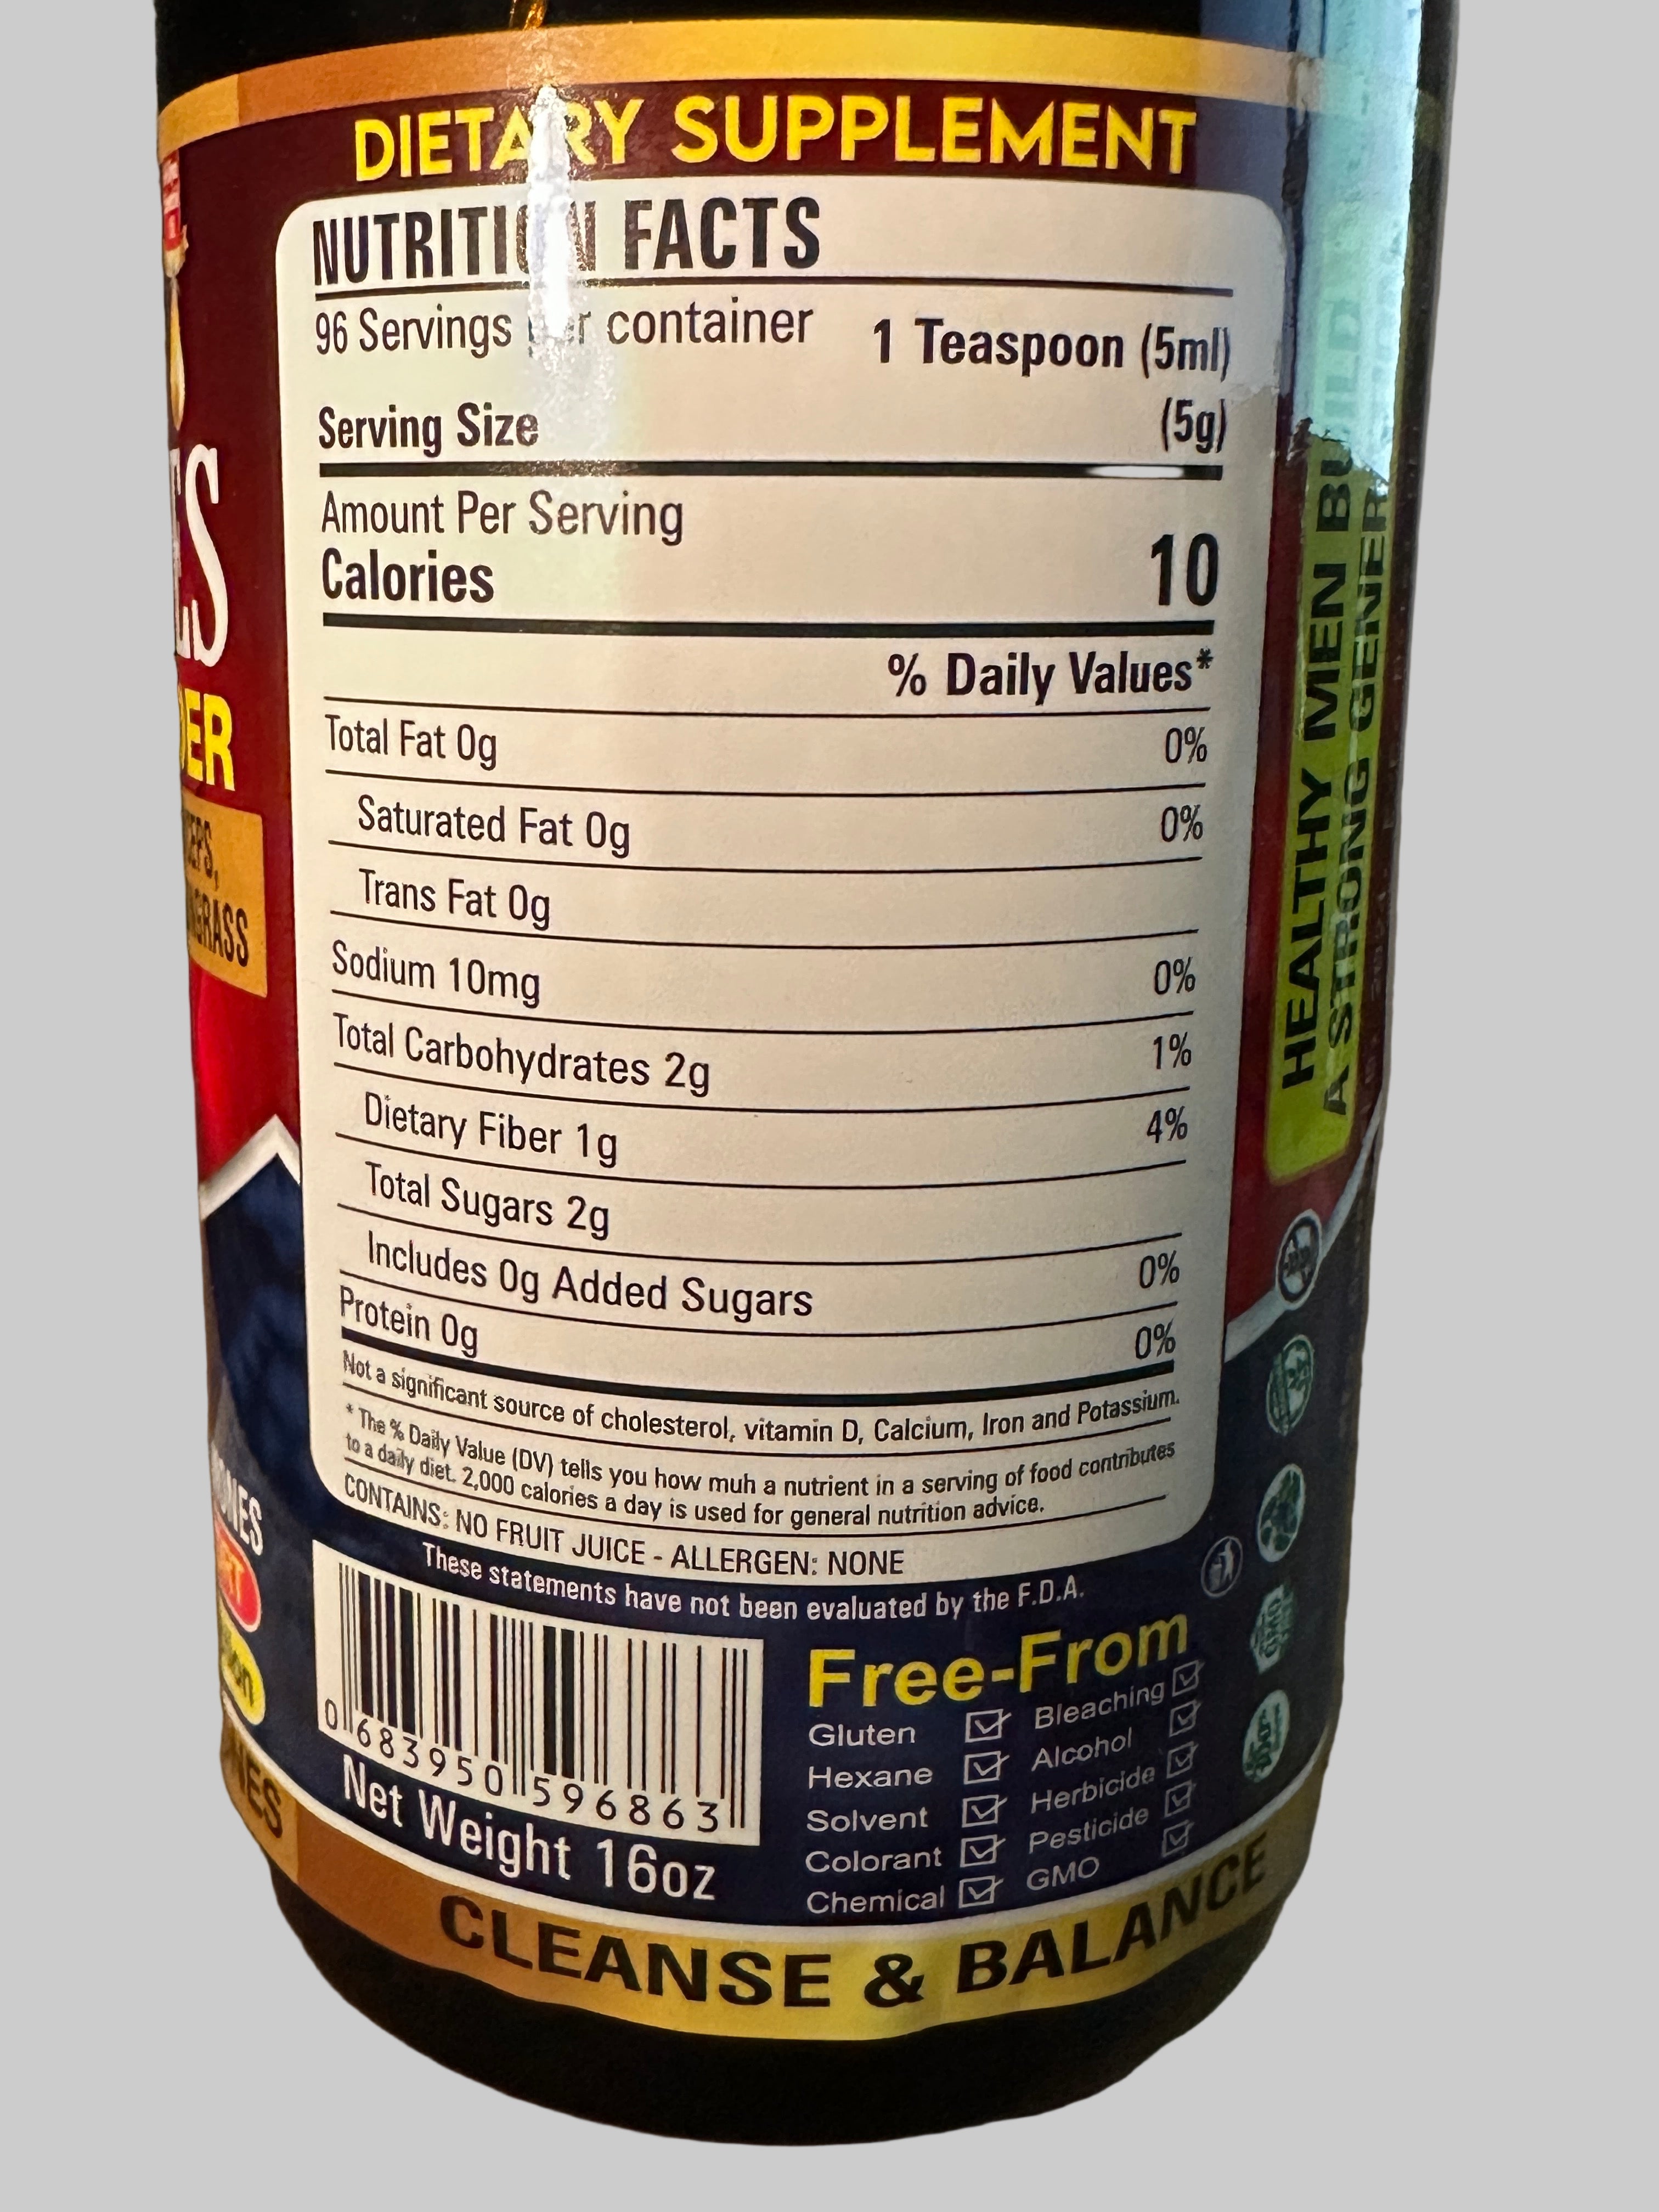 DIETARY SUPPLEMENT
NUTRITION FACTS
96 Servings per container
1 Teaspoon (5ml)
Serving Size
(5g)
Amount Per Serving
Calories 10
% Daily Values*
Total Fat 0g 0%
Saturated Fat 0g 0%
Trans Fat 0g
Sodium 10mg 0%
Total Carbohydrates 2g 1%
Dietary Fiber 1g 4%
Total Sugars 2g
Includes 0g Added Sugars 0%
Protein 0g 0%
Not a significant source of cholesterol, vitamin D, Calcium, Iron and Potassium.
* The % Daily Value (DV) tells you how muh a nutrient in a serving of food contributes
to a daily diet. 2,000 calories a day is used for general nutrition advice.
CONTAINS: NO FRUIT JUICE - ALLERGEN: NONE
These statements have not been evaluated by the F.D.A.
0 683950 596863
Net Weight 16oz
Free-From
Gluten Bleaching
Hexane Alcohol
Solvent Herbicide
Colorant Pesticide
Chemical GMO
CLEANSE & BALANCE
HEALTHY MEN BUILD
A STRONG GENER